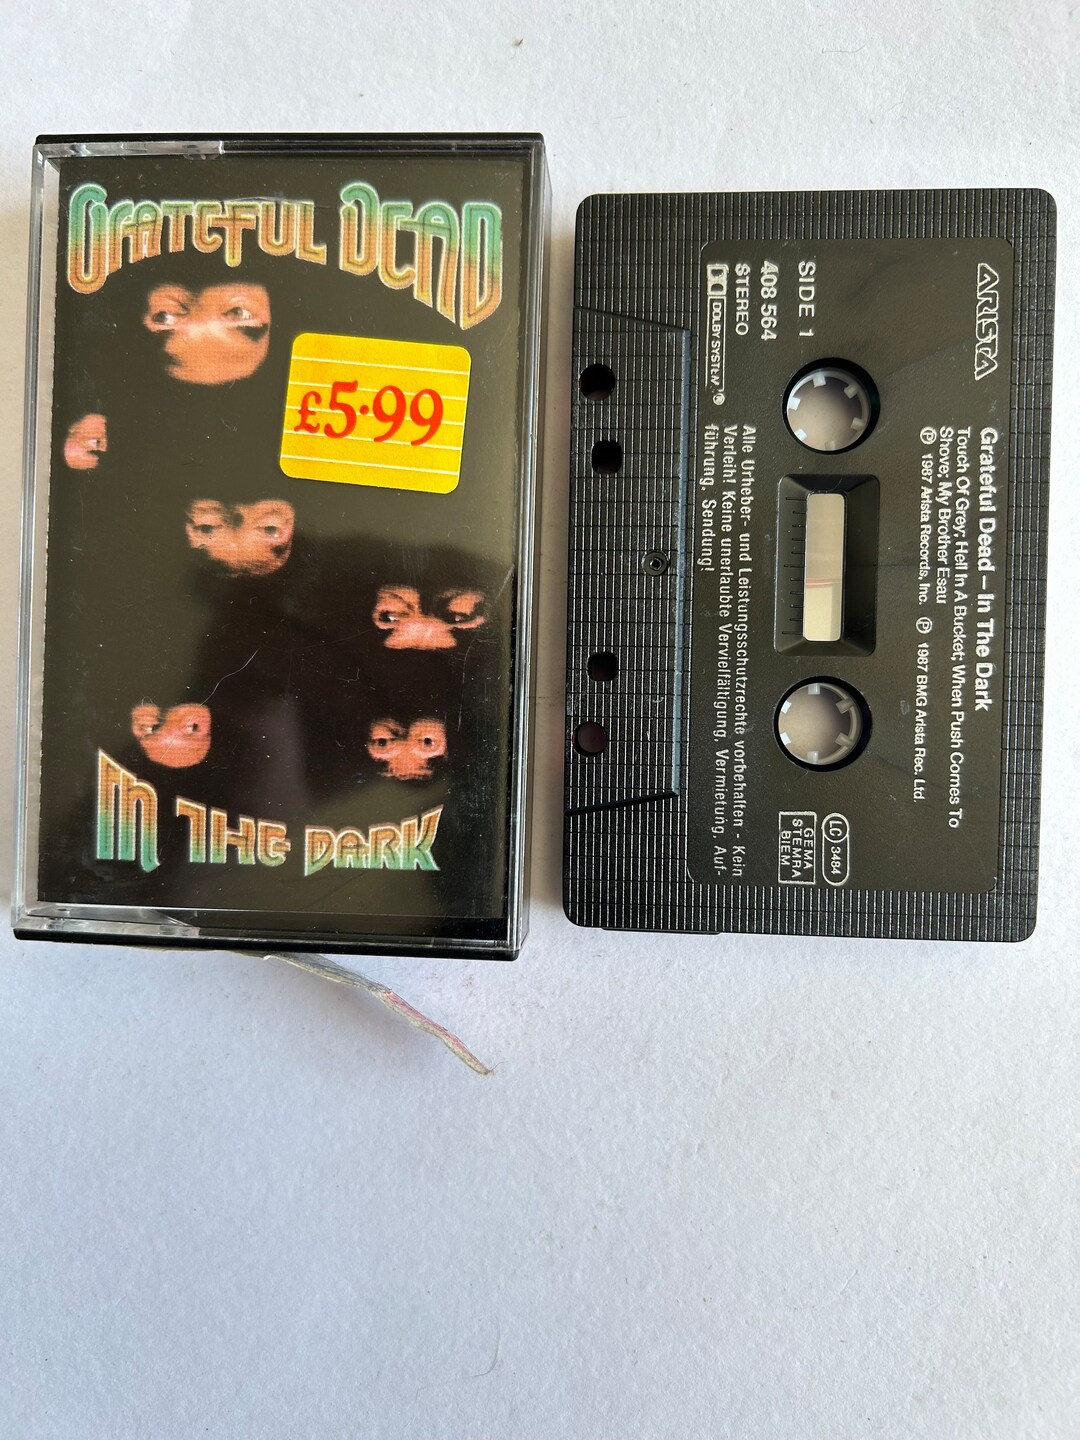 GRATEFUL DEAD
£5.99
IN THE DARK
ARISTA
Grateful Dead – In The Dark
Touch Of Grey; Hell In A Bucket; When Push Comes To
Shove; My Brother Esau
℗ 1987 Arista Records, Inc. ℗ 1987 BMG Arista Rec. Ltd.
SIDE 1
408 564
STEREO
DOLBY SYSTEM ®
LC 3484
GEMA
STEMRA
BIEM
Alle Urheber- und Leistungsschutzrechte vorbehalten - Kein
Verleih! Keine unerlaubte Vervielfältigung, Vermietung, Auf-
führung, Sendung!